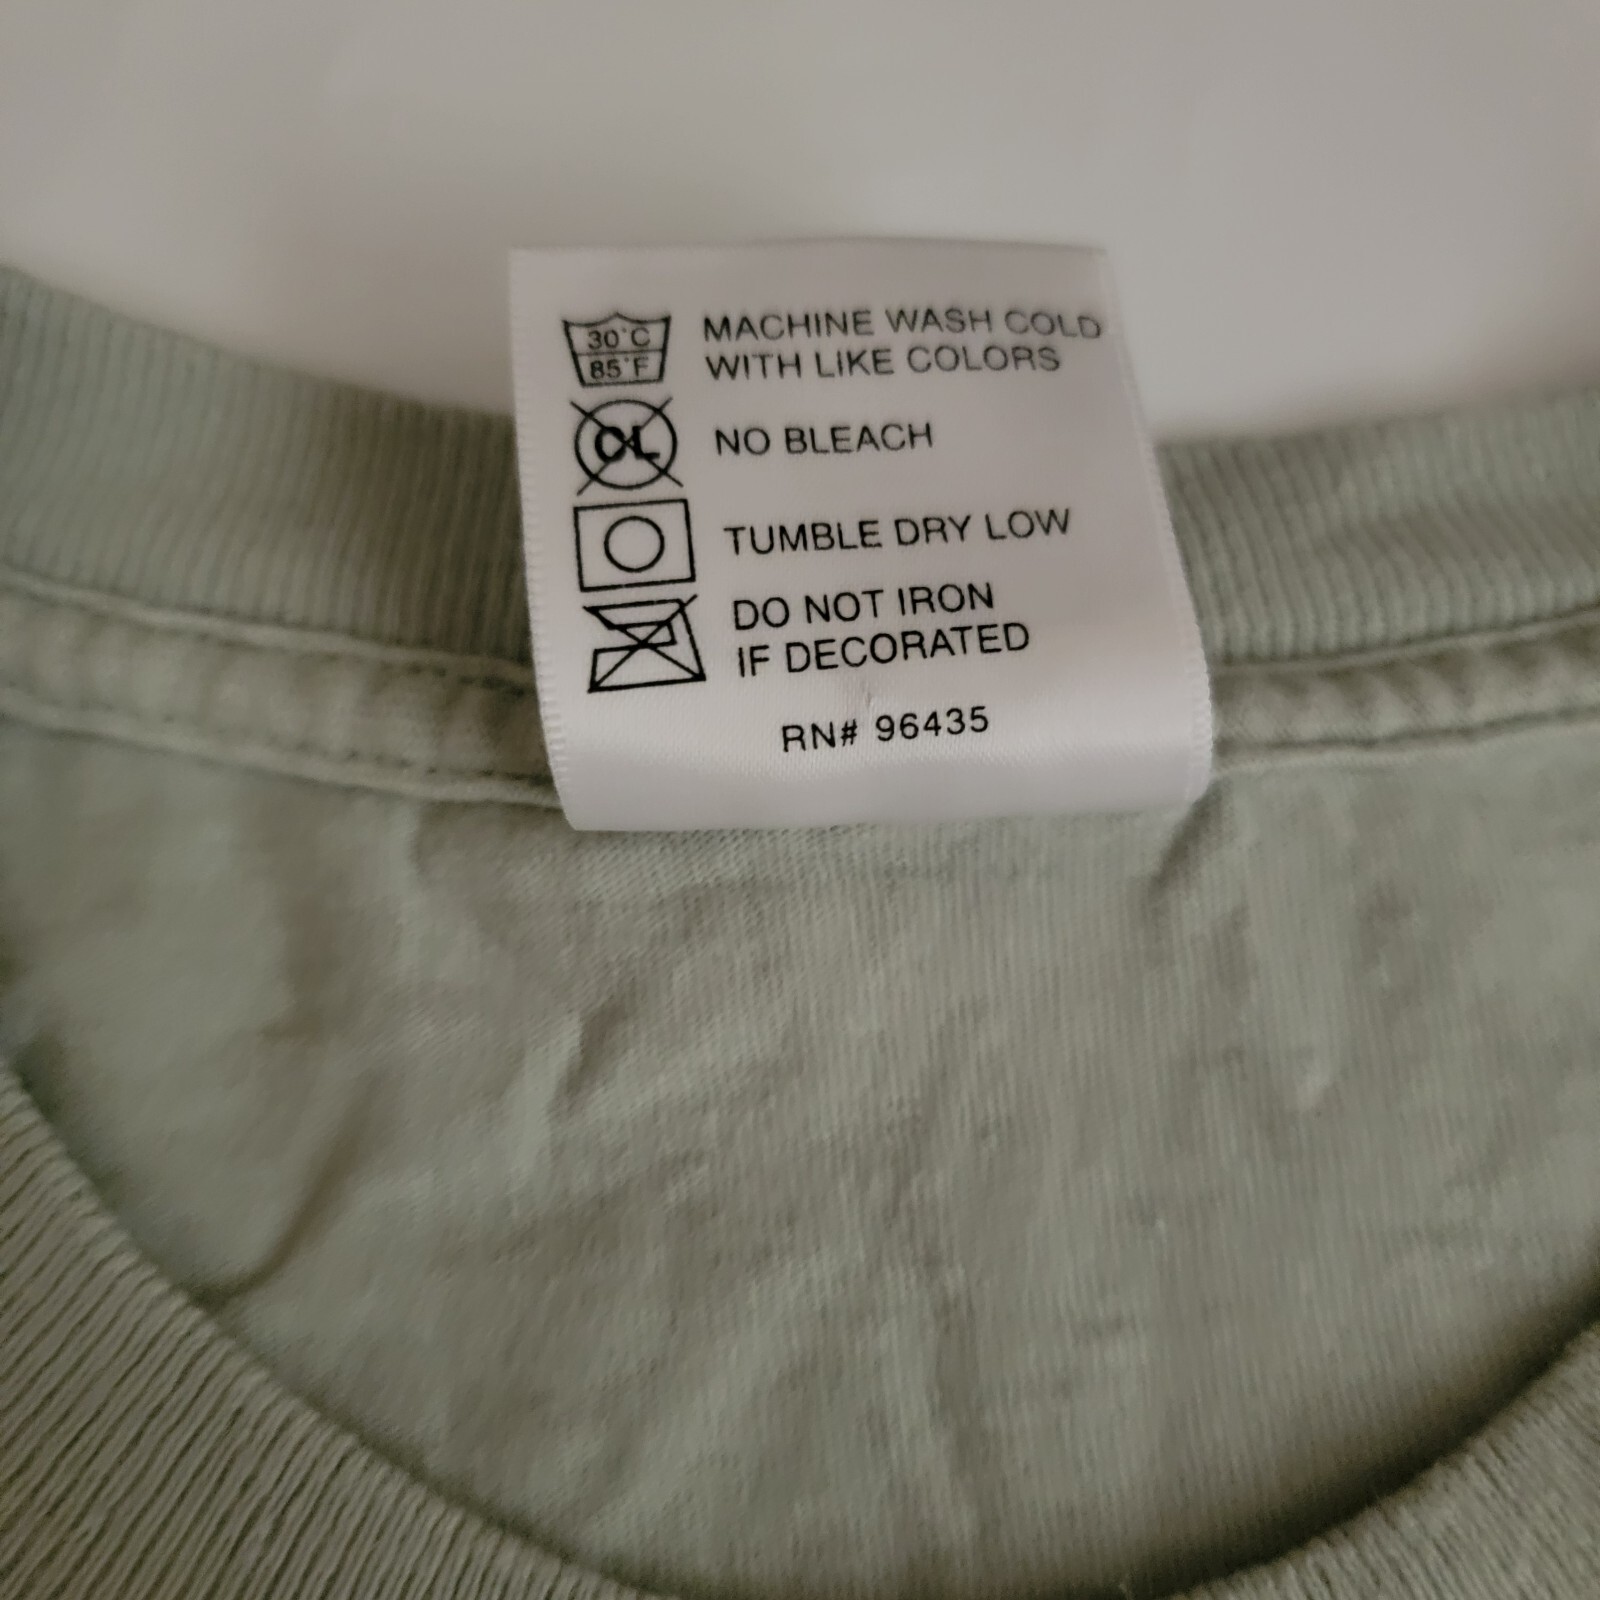 30°C
85°F
MACHINE WASH COLD
WITH LIKE COLORS
CL
NO BLEACH
TUMBLE DRY LOW
DO NOT IRON
IF DECORATED
RN# 96435